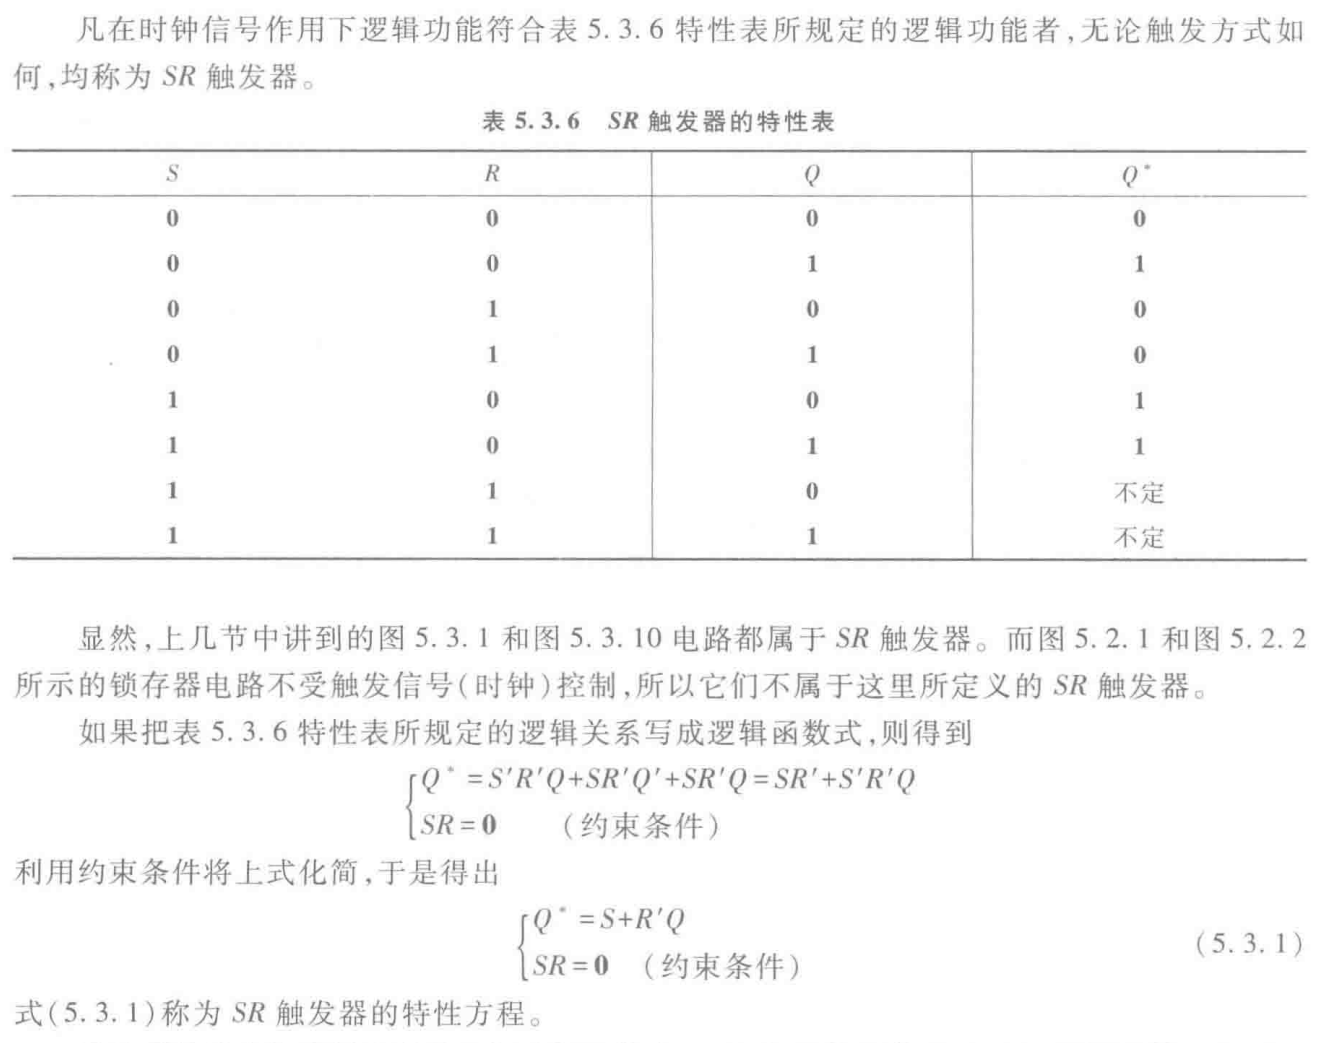 凡在时钟信号作用下逻辑功能符合表 5.3.6 特性表所规定的逻辑功能者,无论触发方式如
何,均称为 SR 触发器。
表 5.3.6 SR 触发器的特性表
S R Q Q*
0 0 0 0
0 0 1 1
0 1 0 0
0 1 1 0
1 0 0 1
1 0 1 1
1 1 0 不定
1 1 1 不定
显然,上几节中讲到的图 5.3.1 和图 5.3.10 电路都属于 SR 触发器。而图 5.2.1 和图 5.2.2
所示的锁存器电路不受触发信号(时钟)控制,所以它们不属于这里所定义的 SR 触发器。
如果把表 5.3.6 特性表所规定的逻辑关系写成逻辑函数式,则得到
Q* =S′R′Q+SR′Q′+SR′Q=SR′+S′R′Q
SR=0 (约束条件)
利用约束条件将上式化简,于是得出
Q* =S+R′Q
SR=0 (约束条件)
(5.3.1)
式(5.3.1)称为 SR 触发器的特性方程。